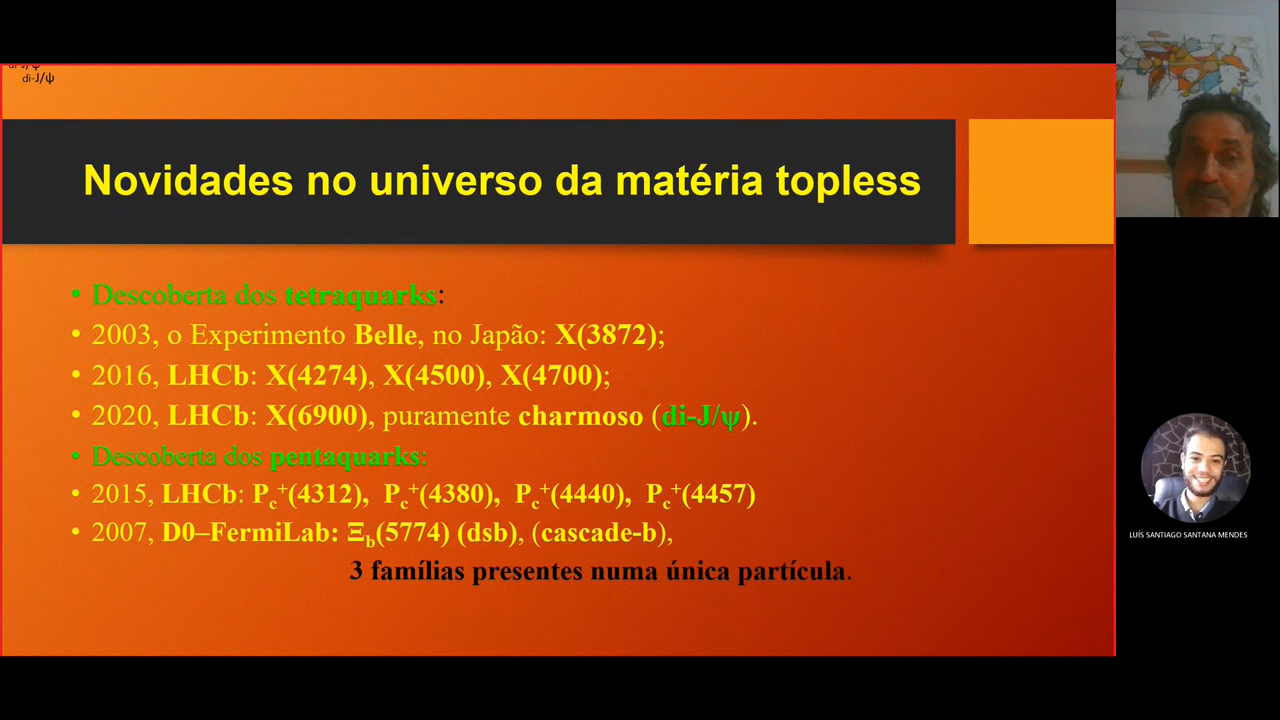 di-J/ψ
di-J/ψ
Novidades no universo da matéria topless
• Descoberta dos tetraquarks:
• 2003, o Experimento Belle, no Japão: X(3872);
• 2016, LHCb: X(4274), X(4500), X(4700);
• 2020, LHCb: X(6900), puramente charmoso (di-J/ψ).
• Descoberta dos pentaquarks:
• 2015, LHCb: Pc+(4312), Pc+(4380), Pc+(4440), Pc+(4457)
• 2007, D0–FermiLab: Ξb(5774) (dsb), (cascade-b),
3 famílias presentes numa única partícula.
LUÍS SANTIAGO SANTANA MENDES